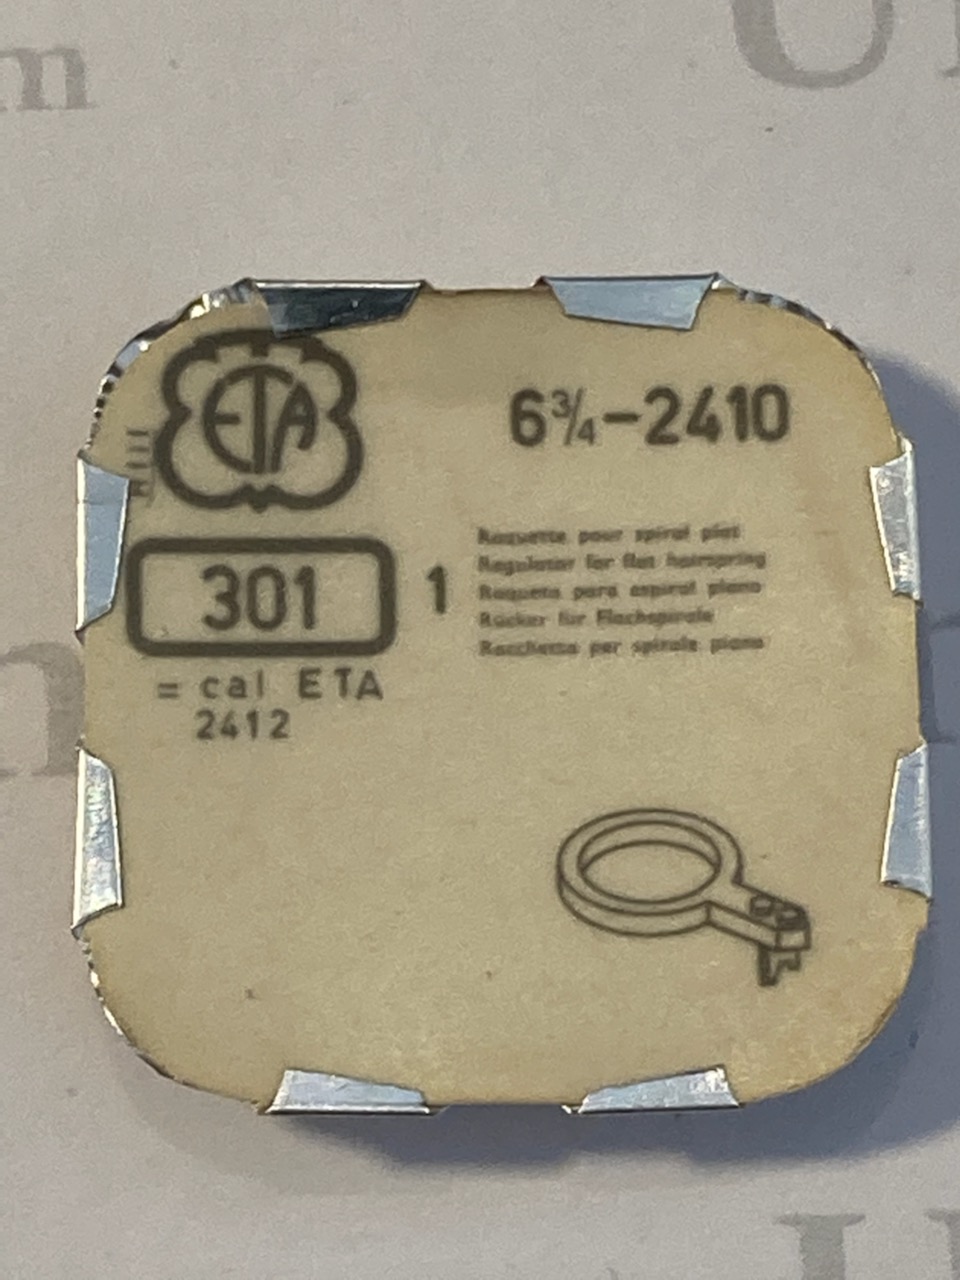 ETA
6¾–2410
301
1
Raquette pour spiral plat
Regulator for flat hairspring
Raqueta para espiral plano
Rücker für Flachspirale
Racchetta per spirale piano
= cal ETA
2412